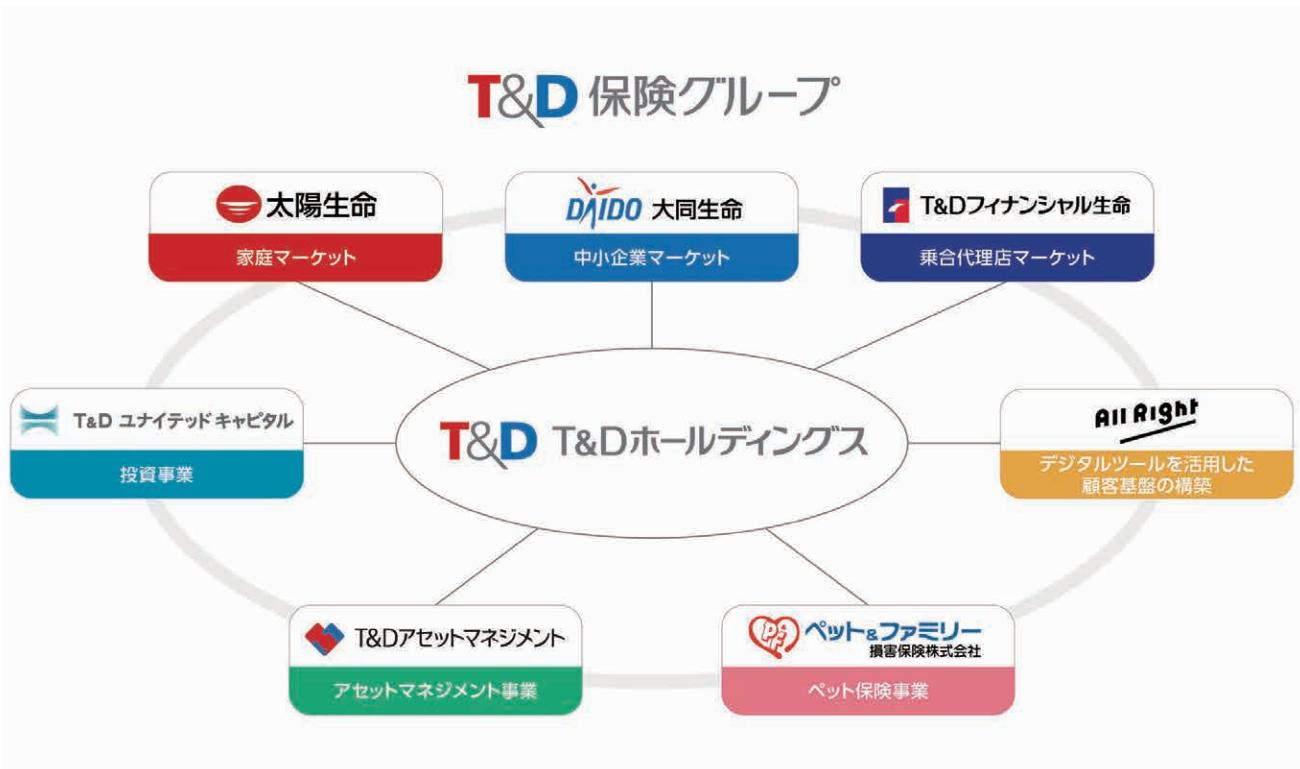 T&D 保険グループ
太陽生命
家庭マーケット
DAIDO 大同生命
中小企業マーケット
T&Dフィナンシャル生命
乗合代理店マーケット
T&D ユナイテッドキャピタル
投資事業
T&D T&Dホールディングス
All Right
デジタルツールを活用した
顧客基盤の構築
T&Dアセットマネジメント
アセットマネジメント事業
PF ペット&ファミリー
損害保険株式会社
ペット保険事業